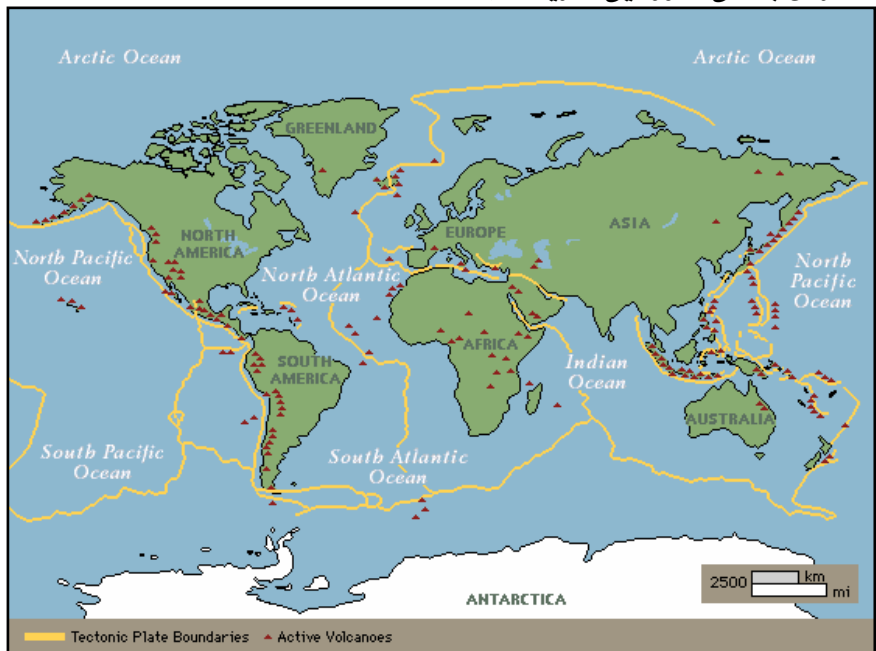 Arctic Ocean
Arctic Ocean
GREENLAND
NORTH
AMERICA
EUROPE
ASIA
North Pacific
Ocean
North Atlantic
Ocean
North
Pacific
Ocean
AFRICA
SOUTH
AMERICA
Indian
Ocean
AUSTRALIA
South Pacific
Ocean
South Atlantic
Ocean
ANTARCTICA
2500 km
mi
Tectonic Plate Boundaries
Active Volcanoes